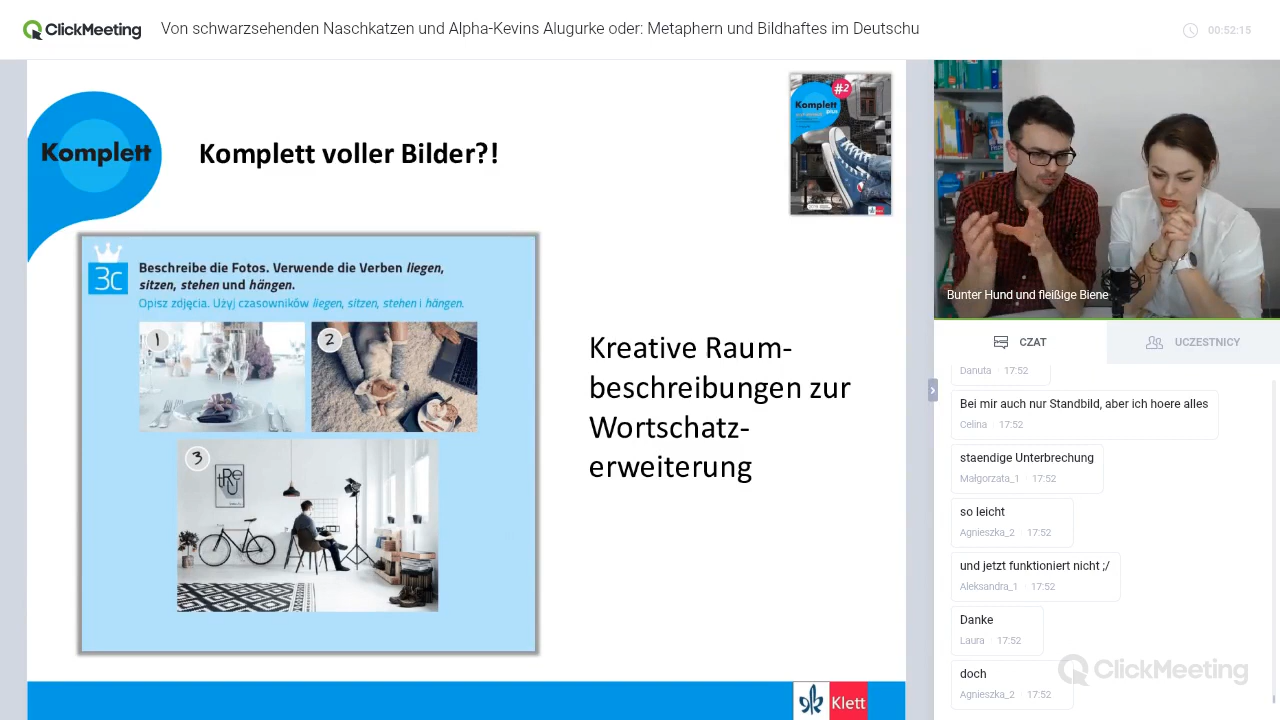 ClickMeeting
Von schwarzsehenden Naschkatzen und Alpha-Kevins Alugurke oder: Metaphern und Bildhaftes im Deutschu
00:52:15
Komplett
Komplett voller Bilder?!
#2
Komplett
plus
3c
Beschreibe die Fotos. Verwende die Verben liegen,
sitzen, stehen und hängen.
Opisz zdjęcia. Użyj czasowników liegen, sitzen, stehen i hängen.
1
2
3
Kreative Raum-
beschreibungen zur
Wortschatz-
erweiterung
Klett
Bunter Hund und fleißige Biene
CZAT
UCZESTNICY
Danuta 17:52
Bei mir auch nur Standbild, aber ich hoere alles
Celina 17:52
staendige Unterbrechung
Małgorzata_1 17:52
so leicht
Agnieszka_2 17:52
und jetzt funktioniert nicht ;/
Aleksandra_1 17:52
Danke
Laura 17:52
doch
Agnieszka_2 17:52
ClickMeeting